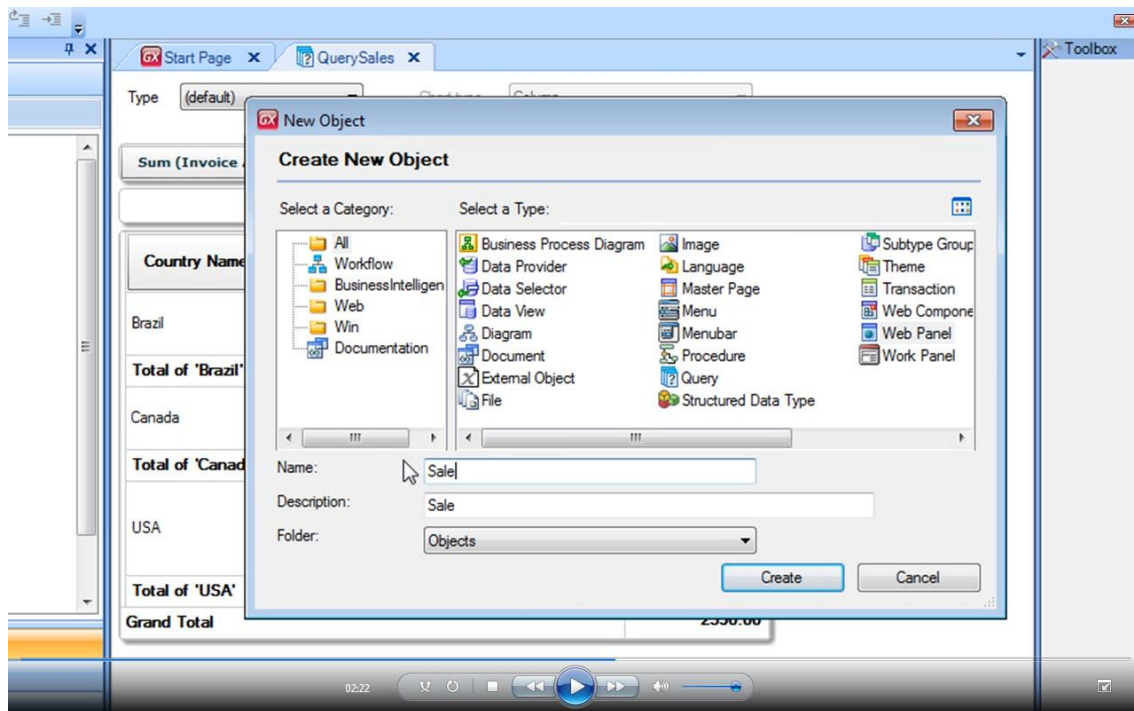 Start Page
QuerySales
Toolbox
Type
(default)
New Object
Create New Object
Sum (Invoice
Select a Category:
Select a Type:
All
Workflow
BusinessIntelligen
Web
Win
Documentation
Business Process Diagram
Data Provider
Data Selector
Data View
Diagram
Document
External Object
File
Image
Language
Master Page
Menu
Menubar
Procedure
Query
Structured Data Type
Subtype Group
Theme
Transaction
Web Compone
Web Panel
Work Panel
Country Name
Brazil
Total of 'Brazil'
Canada
Total of 'Canad
USA
Total of 'USA'
Grand Total
Name:
Sale
Description:
Sale
Folder:
Objects
Create
Cancel
02:22